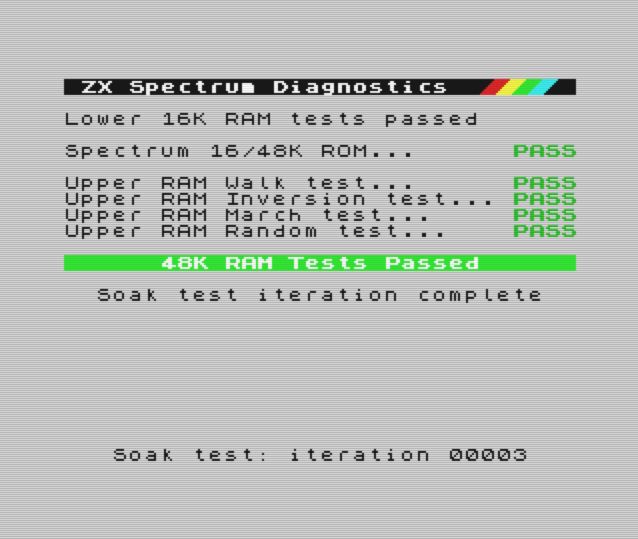 ZX Spectrum Diagnostics
Lower 16K RAM tests passed
Spectrum 16/48K ROM... PASS
Upper RAM Walk test... PASS
Upper RAM Inversion test... PASS
Upper RAM March test... PASS
Upper RAM Random test... PASS
48K RAM Tests Passed
Soak test iteration complete
Soak test: iteration 00003